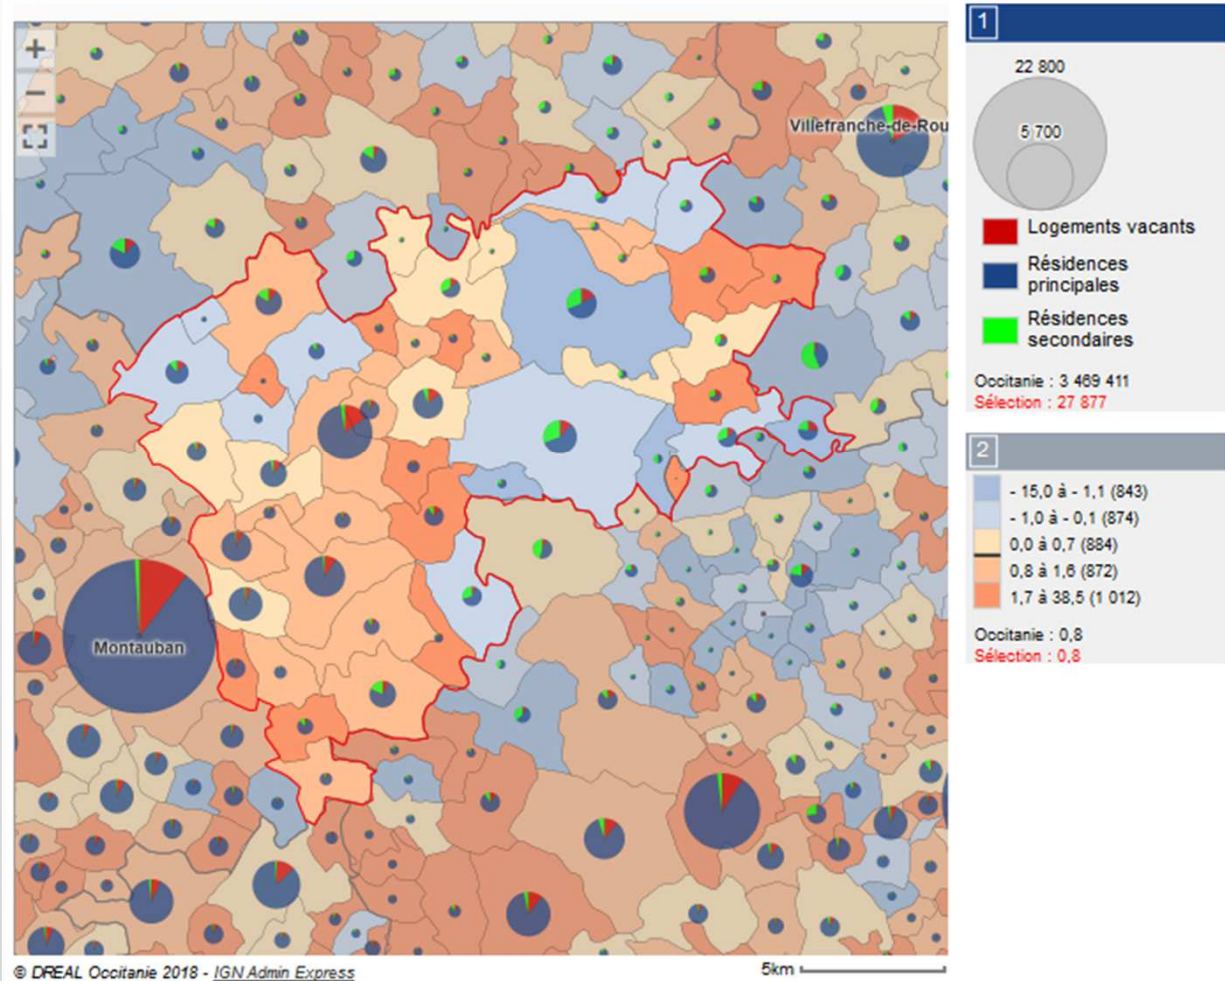 +
−
Villefranche-de-Rou
Montauban
© DREAL Occitanie 2018 - IGN Admin Express
5km
1
22 800
5 700
Logements vacants
Résidences
principales
Résidences
secondaires
Occitanie : 3 469 411
Sélection : 27 877
2
- 15,0 à - 1,1 (843)
- 1,0 à - 0,1 (874)
0,0 à 0,7 (884)
0,8 à 1,6 (872)
1,7 à 38,5 (1 012)
Occitanie : 0,8
Sélection : 0,8